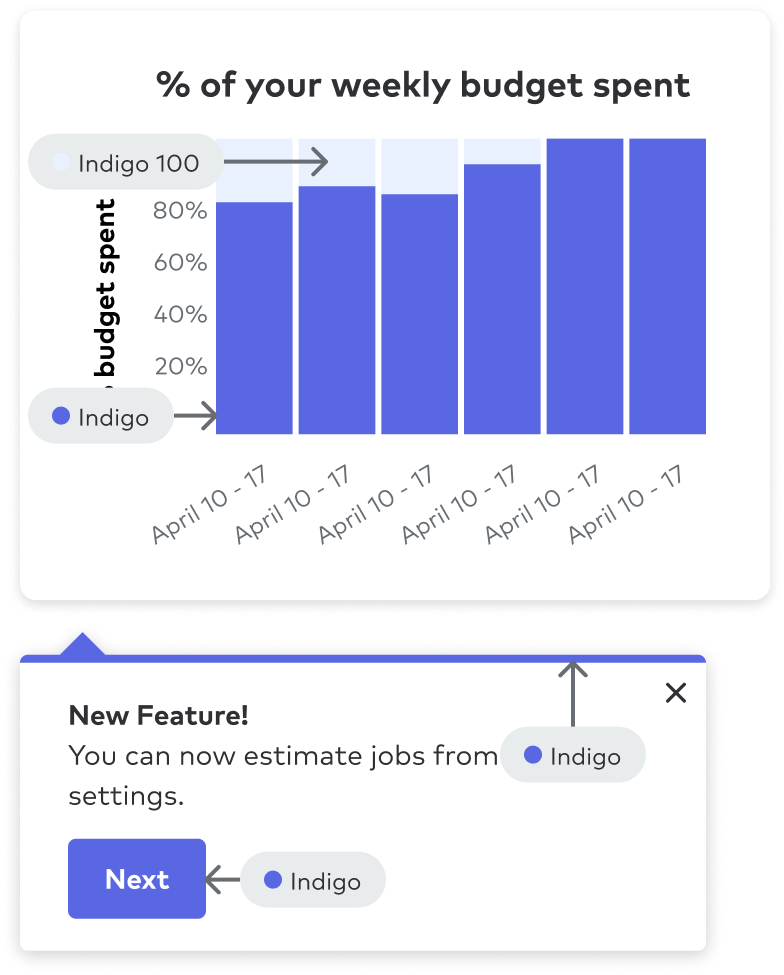 % of your weekly budget spent
Indigo 100
80%
60%
40%
20%
budget spent
Indigo
April 10 - 17
April 10 - 17
April 10 - 17
April 10 - 17
April 10 - 17
April 10 - 17
New Feature!
You can now estimate jobs from
Indigo
settings.
Next
Indigo